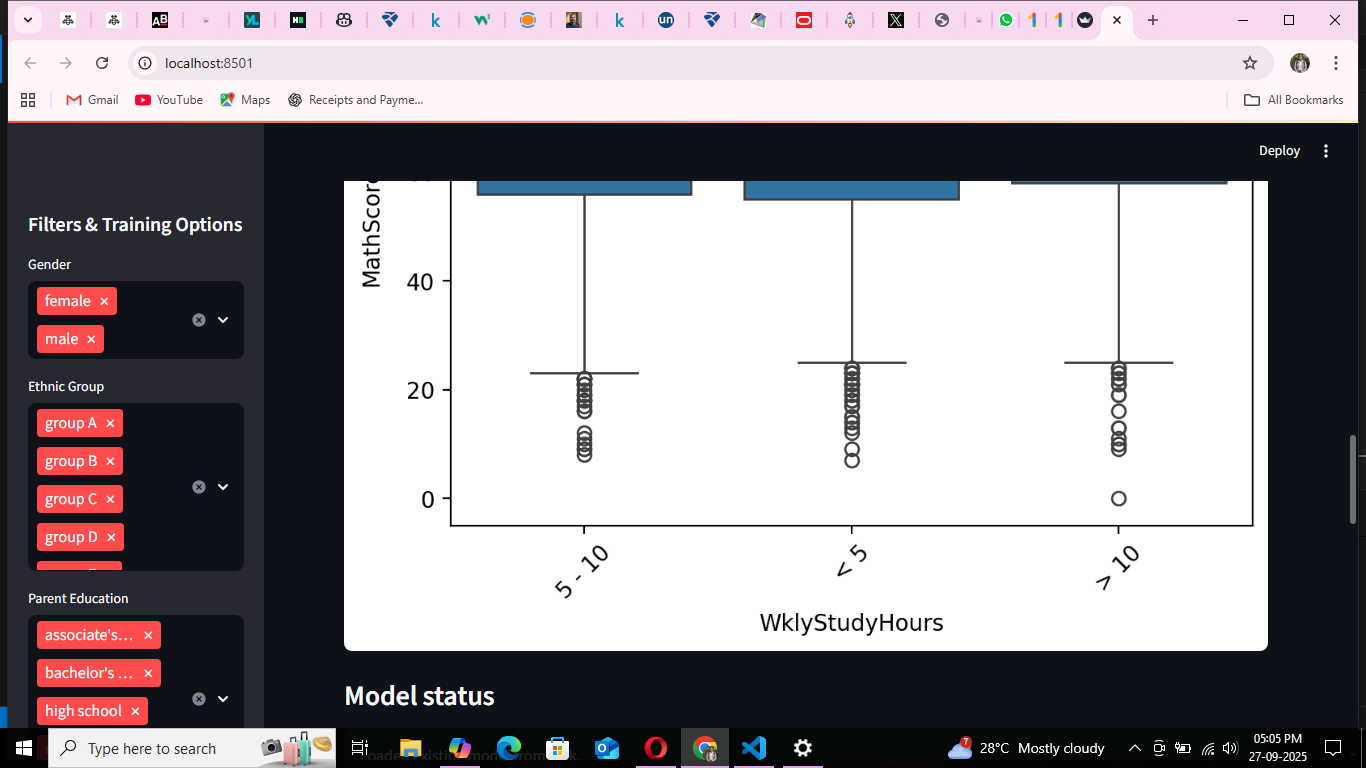 localhost:8501
Gmail
YouTube
Maps
Receipts and Payme...
All Bookmarks
Deploy
Filters & Training Options
Gender
female
male
Ethnic Group
group A
group B
group C
group D
Parent Education
associate's...
bachelor's ...
high school
MathScore
40
20
0
5 - 10
< 5
> 10
WklyStudyHours
Model status
Type here to search
28°C Mostly cloudy
05:05 PM
27-09-2025